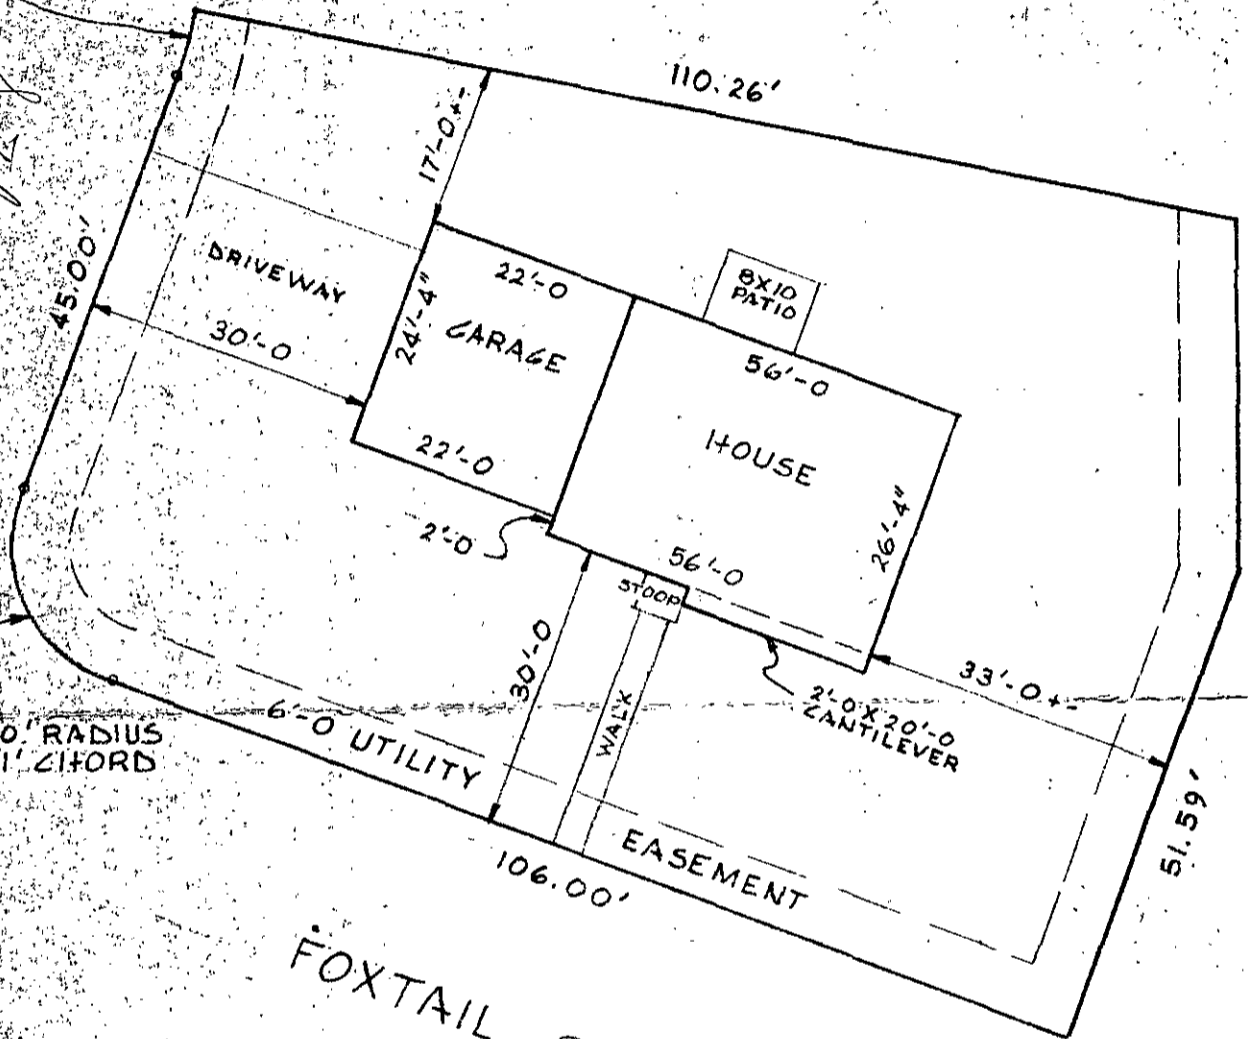 110.26'
17'-0 +-
45.00'
DRIVEWAY
30'-0
24'-4"
22'-0
GARAGE
22'-0
2'-0
8X10
PATIO
56'-0
HOUSE
26'-4"
56'-0
STOOP
30'-0
WALK
2'-0 X 20'-0
CANTILEVER
33'-0 +-
51.59'
RADIUS
CHORD
6'-0 UTILITY
EASEMENT
106.00'
FOXTAIL